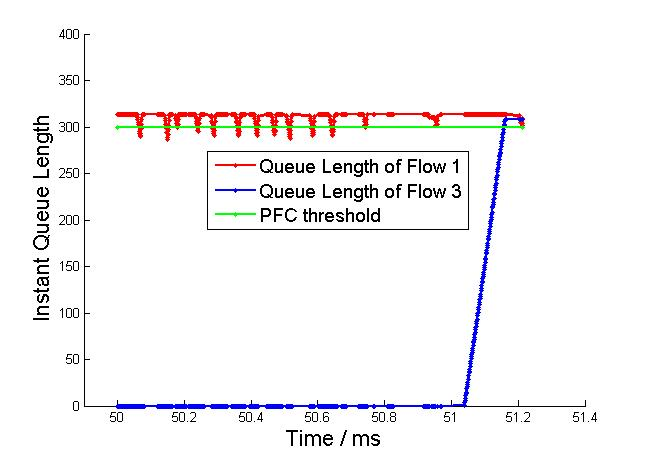 400
350
300
250
200
150
100
50
0
Instant Queue Length
Queue Length of Flow 1
Queue Length of Flow 3
PFC threshold
50 50.2 50.4 50.6 50.8 51 51.2 51.4
Time / ms